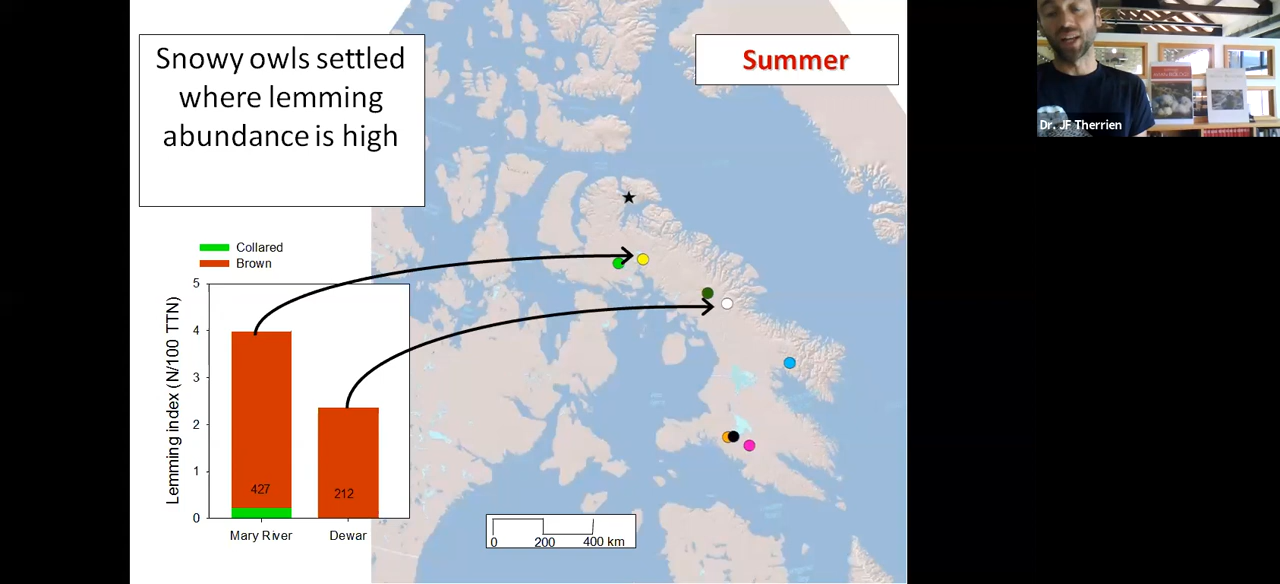 Snowy owls settled
where lemming
abundance is high
Summer
Dr. JF Therrien
Collared
Brown
Lemming index (N/100 TTN)
5
4
3
2
1
0
427
212
Mary River
Dewar
0
200
400 km